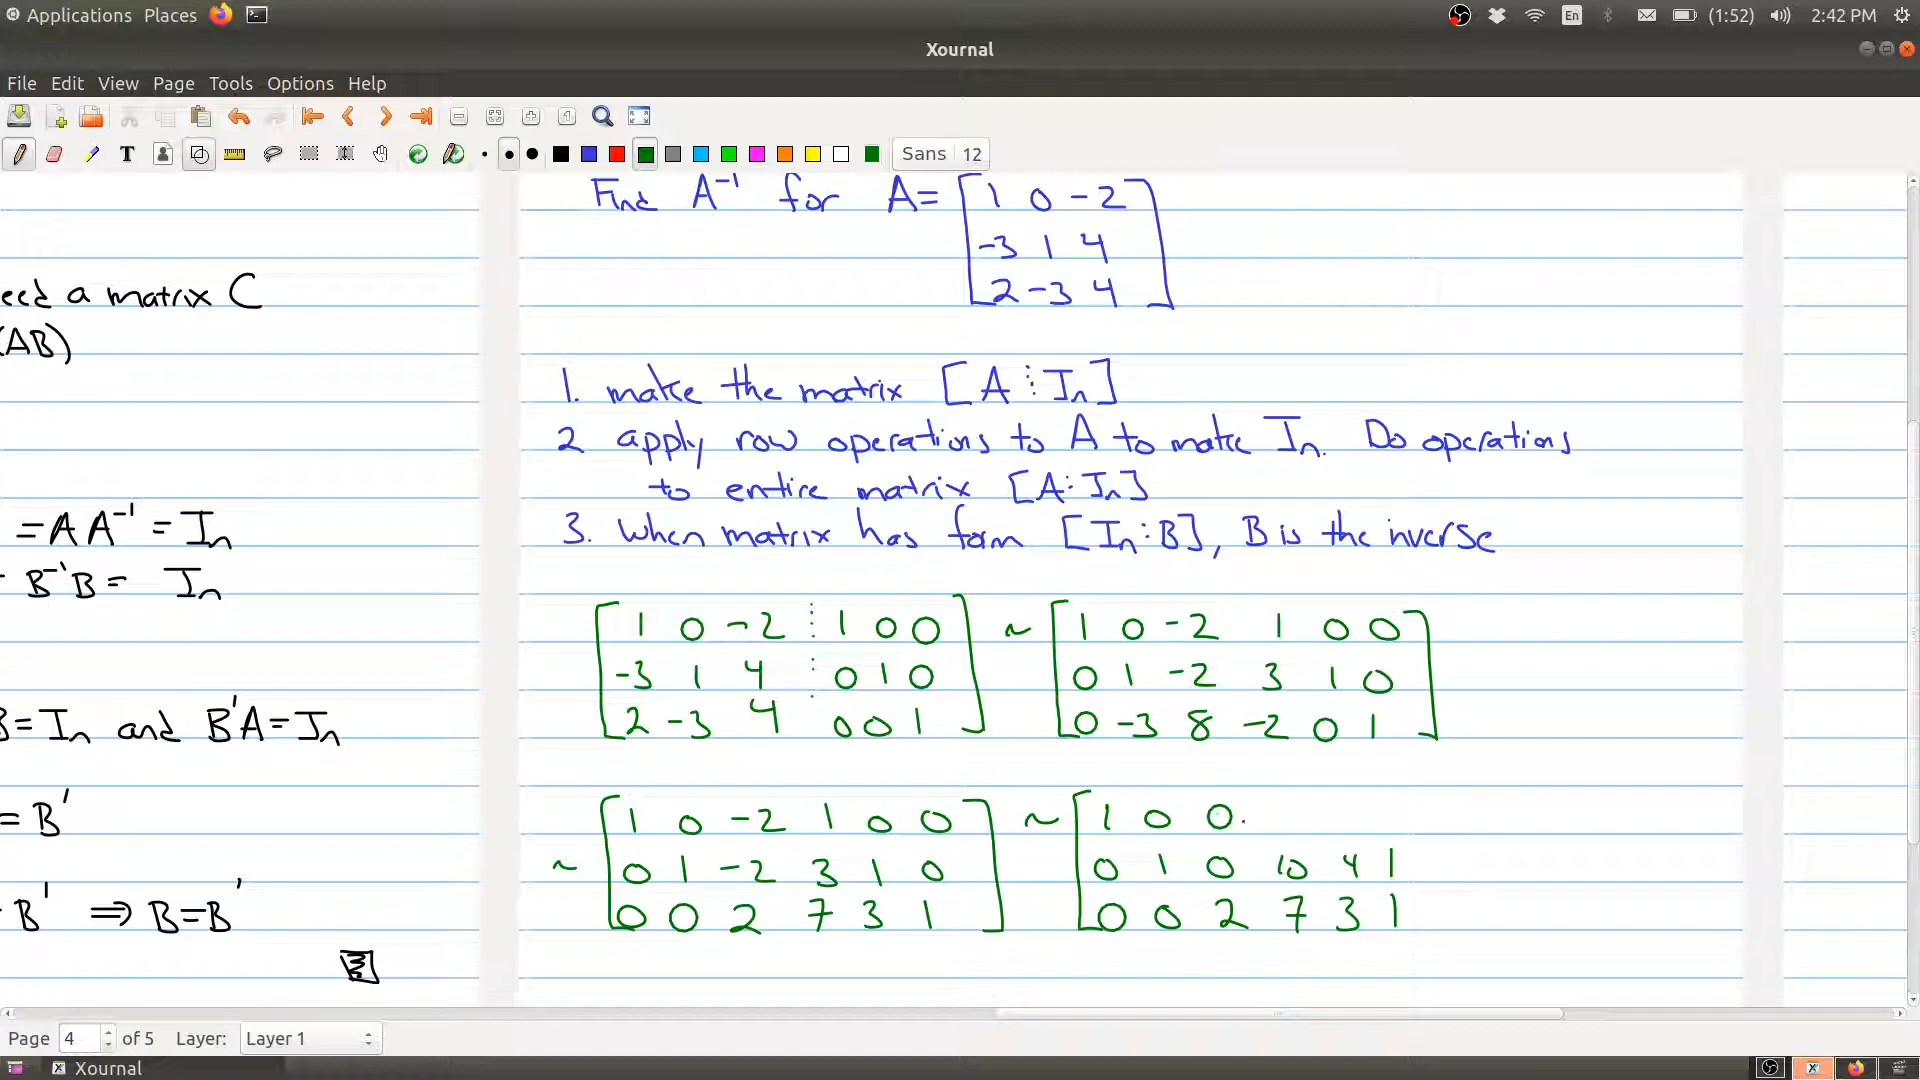 Applications Places En (1:52) 2:42 PM
Xournal
File Edit View Page Tools Options Help
Sans 12
eed a matrix C
(AB)
= A A⁻¹ = In
B⁻¹B = In
B = In and B'A = In
= B'
B' ⇒ B = B'
Find A⁻¹ for A = [ 1 0 -2
-3 1 4
2 -3 4 ]
1. make the matrix [A ⋮ In]
2 apply row operations to A to make In. Do operations
to entire matrix [A ⋮ In]
3. When matrix has form [In ⋮ B], B is the inverse
[ 1 0 -2 ⋮ 1 0 0 ~ [ 1 0 -2 1 0 0
-3 1 4 ⋮ 0 1 0 0 1 -2 3 1 0
2 -3 4 0 0 1 ] 0 -3 8 -2 0 1 ]
[ 1 0 -2 1 0 0 ~ [ 1 0 0.
~ 0 1 -2 3 1 0 0 1 0 10 4 1
0 0 2 7 3 1 ] 0 0 2 7 3 1
Page 4 of 5 Layer: Layer 1
Xournal